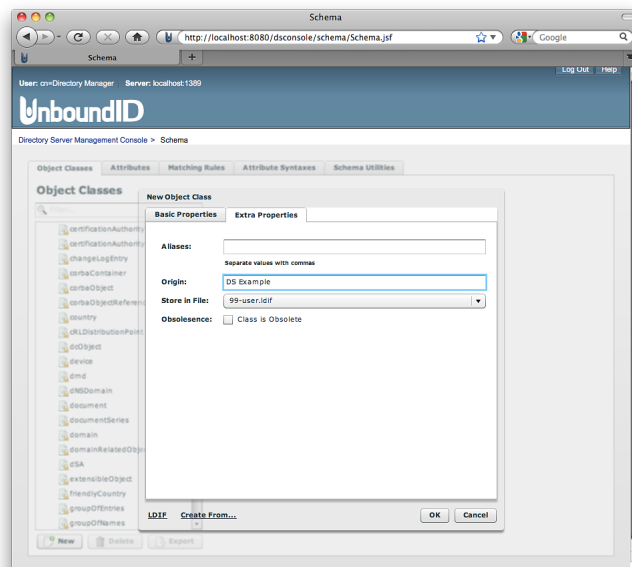 Schema
http://localhost:8080/dsconsole/schema/Schema.jsf
Google
Schema
Log Out Help
User: cn=Directory Manager Server: localhost:1389
UnboundID
Directory Server Management Console > Schema
Object Classes Attributes Matching Rules Attribute Syntaxes Schema Utilities
Object Classes
New Object Class
Basic Properties Extra Properties
certificationAuthority
certificationAuthority
changeLogEntry
corbaContainer
corbaObject
corbaObjectReferenc
country
cRLDistributionPoint
dcObject
device
dmd
dNSDomain
document
documentSeries
domain
domainRelatedObje
dSA
extensibleObject
friendlyCountry
groupOfEntries
groupOfNames
Aliases:
Separate values with commas
Origin: DS Example
Store in File: 99-user.ldif
Obsolesence: Class is Obsolete
LDIF Create From... OK Cancel
New Delete Export